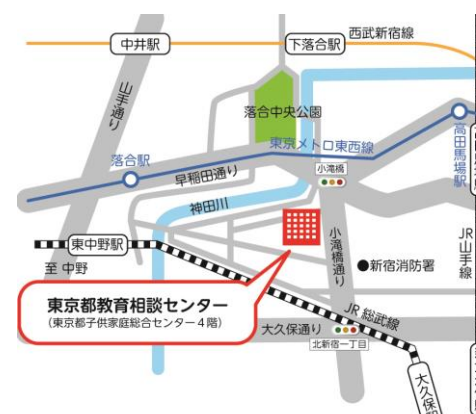 西武新宿線
中井駅
下落合駅
山手通り
落合中央公園
高田馬場駅
東京メトロ東西線
落合駅
早稲田通り
小滝橋
神田川
東中野駅
至 中野
小滝橋通り
●新宿消防署
JR山手線
東京都教育相談センター
(東京都子供家庭総合センター4階)
JR 総武線
大久保通り
北新宿一丁目
大久保